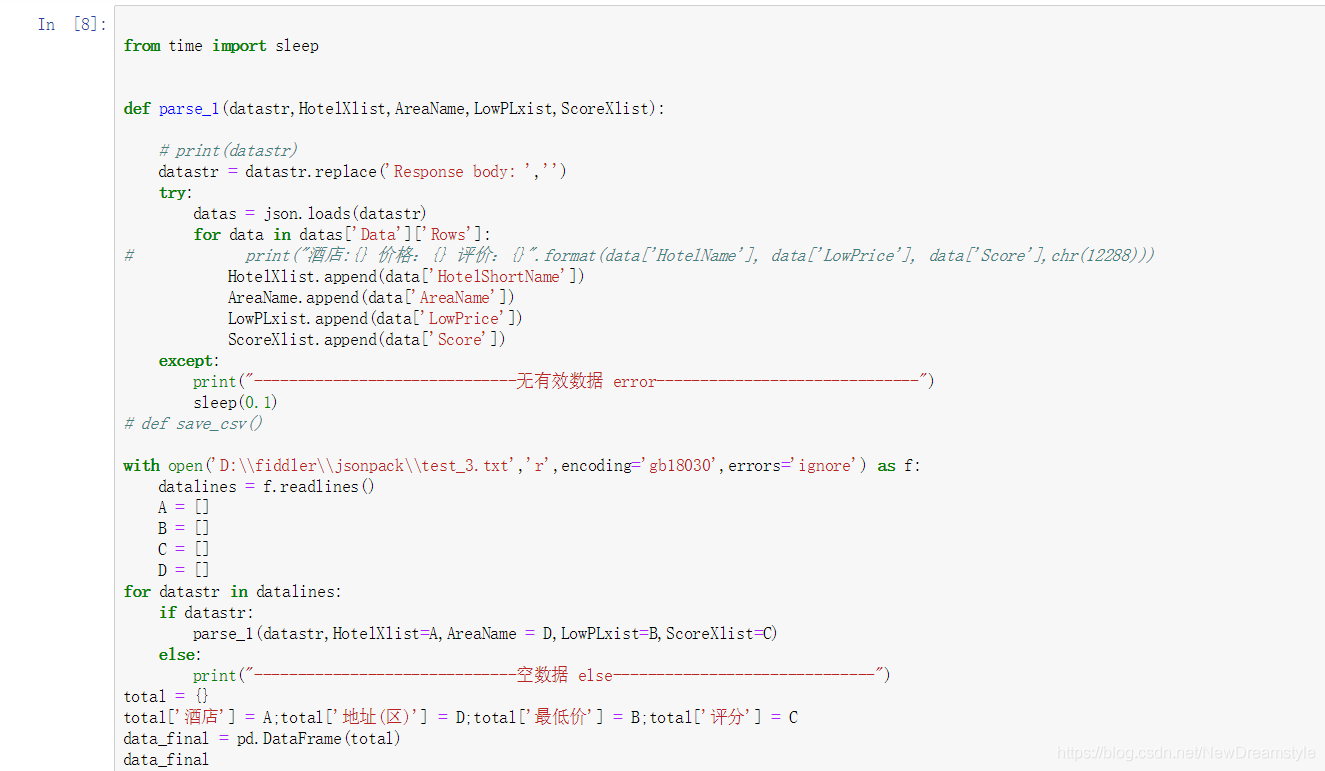 In [8]:
from time import sleep
def parse_1(datastr,HotelXlist,AreaName,LowPLxist,ScoreXlist):
    # print(datastr)
    datastr = datastr.replace('Response body: ','')
    try:
        datas = json.loads(datastr)
        for data in datas['Data']['Rows']:
#             print("酒店:{} 价格：{} 评价：{}".format(data['HotelName'], data['LowPrice'], data['Score'],chr(12288)))
            HotelXlist.append(data['HotelShortName'])
            AreaName.append(data['AreaName'])
            LowPLxist.append(data['LowPrice'])
            ScoreXlist.append(data['Score'])
    except:
        print("------------------------------无有效数据 error------------------------------")
        sleep(0.1)
# def save_csv()
with open('D:\\fiddler\\jsonpack\\test_3.txt','r',encoding='gb18030',errors='ignore') as f:
    datalines = f.readlines()
    A = []
    B = []
    C = []
    D = []
for datastr in datalines:
    if datastr:
        parse_1(datastr,HotelXlist=A,AreaName = D,LowPLxist=B,ScoreXlist=C)
    else:
        print("------------------------------空数据 else------------------------------")
total = {}
total['酒店'] = A;total['地址(区)'] = D;total['最低价'] = B;total['评分'] = C
data_final = pd.DataFrame(total)
data_final
https://blog.csdn.net/NewDreamstyle